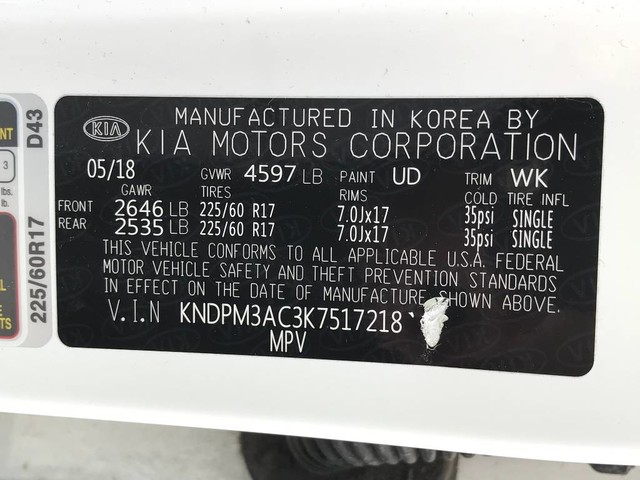 MANUFACTURED IN KOREA BY
KIA KIA MOTORS CORPORATION
05/18 GVWR 4597 LB PAINT UD TRIM WK
GAWR TIRES RIMS COLD TIRE INFL
FRONT 2646 LB 225/60 R17 7.0Jx17 35psi SINGLE
REAR 2535 LB 225/60 R17 7.0Jx17 35psi SINGLE
THIS VEHICLE CONFORMS TO ALL APPLICABLE U.S.A. FEDERAL
MOTOR VEHICLE SAFETY AND THEFT PREVENTION STANDARDS
IN EFFECT ON THE DATE OF MANUFACTURE SHOWN ABOVE.
V.I.N KNDPM3AC3K7517218
MPV
D43
225/60R17
3
lbs.
lb.